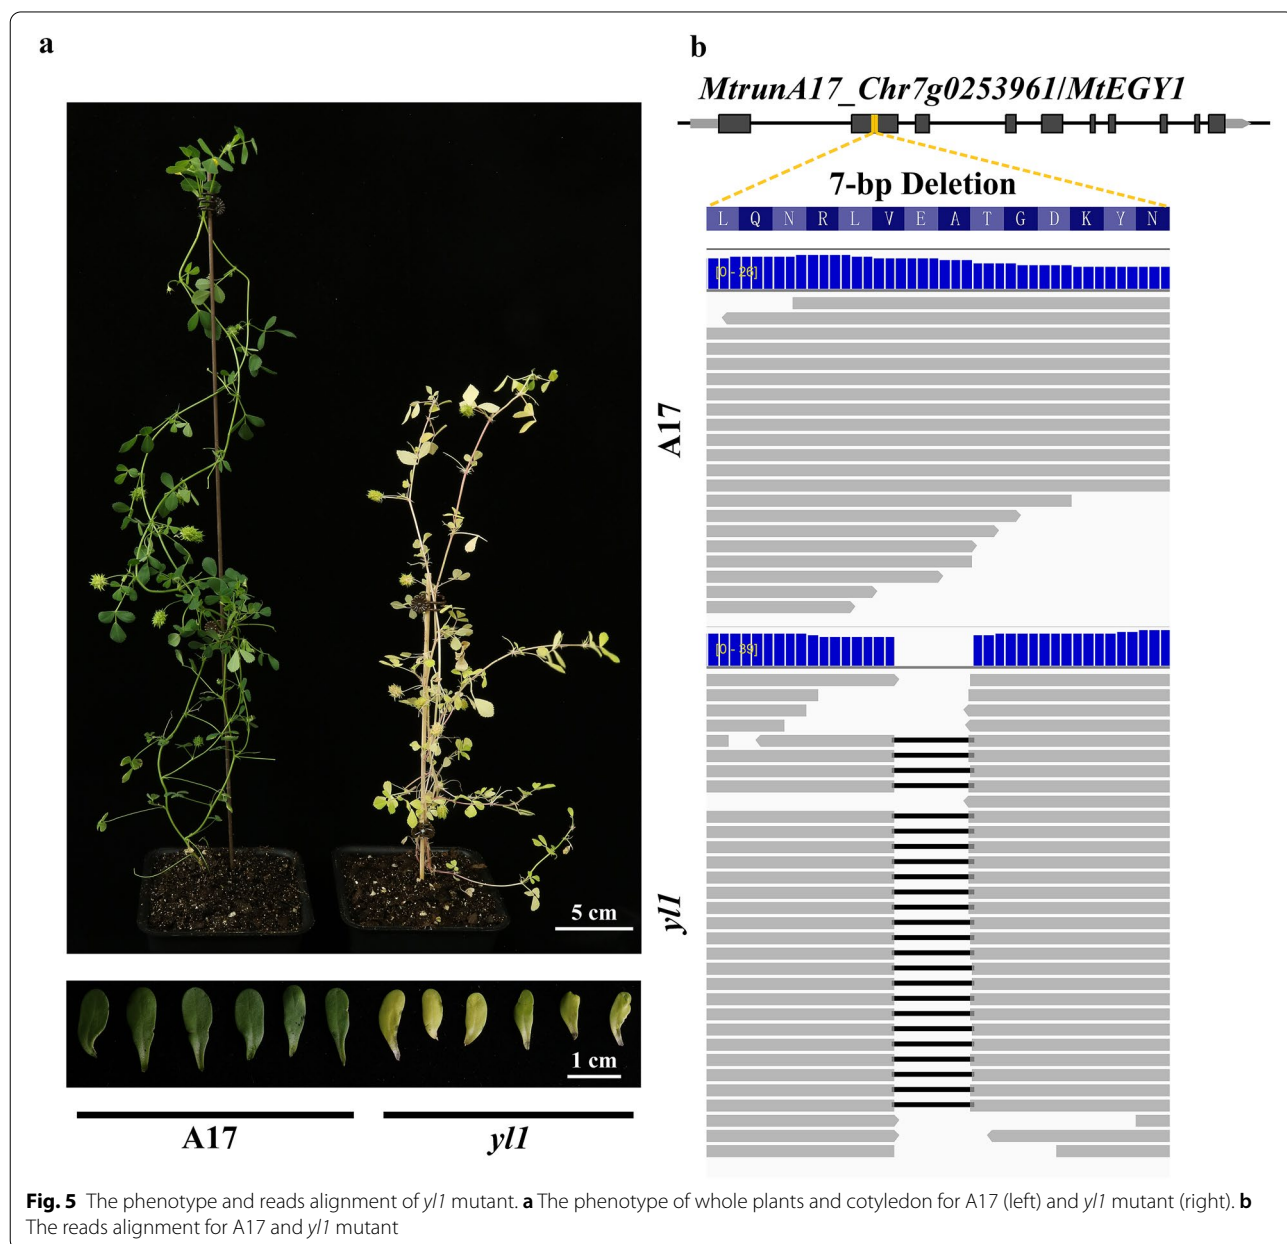 a
b
MtrunA17_Chr7g0253961/MtEGY1
7-bp Deletion
L Q N R L V E A T G D K Y N
[0 - 26]
A17
[0 - 39]
yl1
5 cm
1 cm
A17
yl1
Fig. 5 The phenotype and reads alignment of yl1 mutant. a The phenotype of whole plants and cotyledon for A17 (left) and yl1 mutant (right). b
The reads alignment for A17 and yl1 mutant